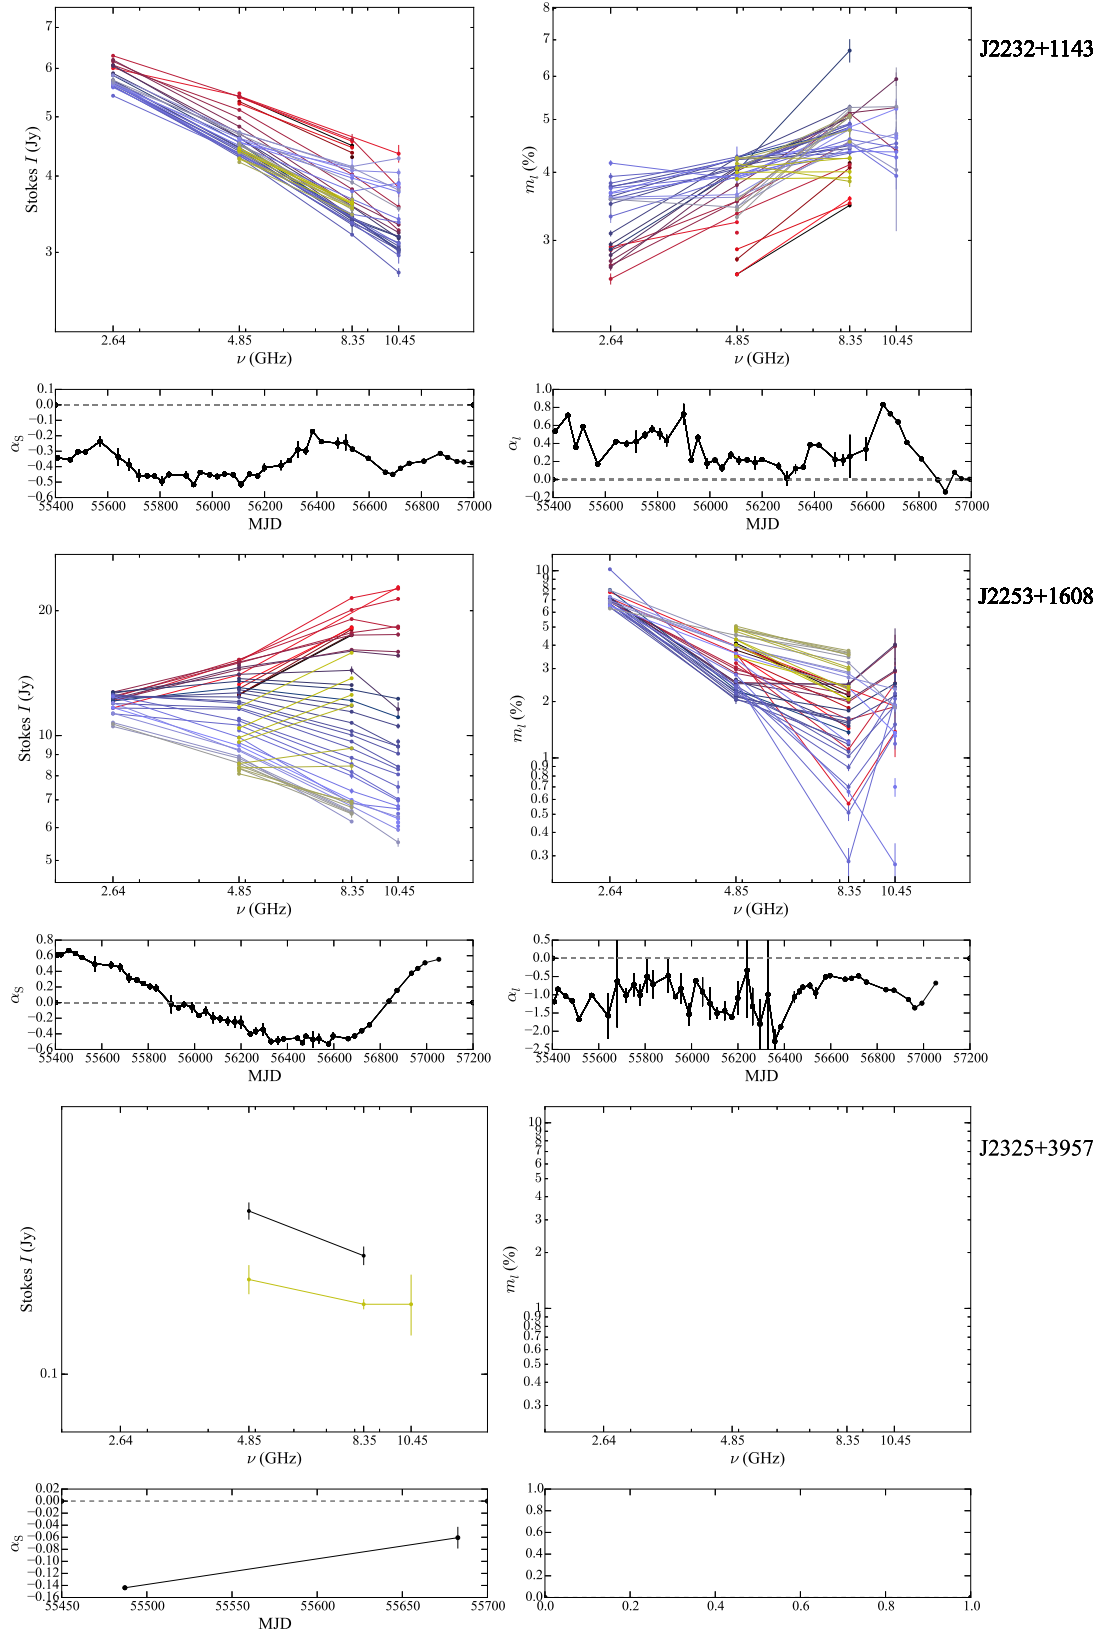 J2232+1143
7
6
5
4
3
Stokes I (Jy)
2.64 4.85 8.35 10.45
ν (GHz)
8
7
6
5
4
3
m_l (%)
2.64 4.85 8.35 10.45
ν (GHz)
0.1
0.0
−0.1
−0.2
−0.3
−0.4
−0.5
−0.6
α_S
55400 55600 55800 56000 56200 56400 56600 56800 57000
MJD
1.0
0.8
0.6
0.4
0.2
0.0
−0.2
α_l
55400 55600 55800 56000 56200 56400 56600 56800 57000
MJD
J2253+1608
20
10
9
8
7
6
5
Stokes I (Jy)
2.64 4.85 8.35 10.45
ν (GHz)
10
9
8
7
6
5
4
3
2
1
0.9
0.8
0.7
0.6
0.5
0.4
0.3
m_l (%)
2.64 4.85 8.35 10.45
ν (GHz)
0.8
0.6
0.4
0.2
0.0
−0.2
−0.4
−0.6
α_S
55400 55600 55800 56000 56200 56400 56600 56800 57000 57200
MJD
0.5
0.0
−0.5
−1.0
−1.5
−2.0
−2.5
α_l
55400 55600 55800 56000 56200 56400 56600 56800 57000 57200
MJD
J2325+3957
0.1
Stokes I (Jy)
2.64 4.85 8.35 10.45
ν (GHz)
10
9
8
7
6
5
4
3
2
1
0.9
0.8
0.7
0.6
0.5
0.4
0.3
m_l (%)
2.64 4.85 8.35 10.45
ν (GHz)
0.02
0.00
−0.02
−0.04
−0.06
−0.08
−0.10
−0.12
−0.14
−0.16
α_S
55450 55500 55550 55600 55650 55700
MJD
1.0
0.8
0.6
0.4
0.2
0.0
0.0 0.2 0.4 0.6 0.8 1.0